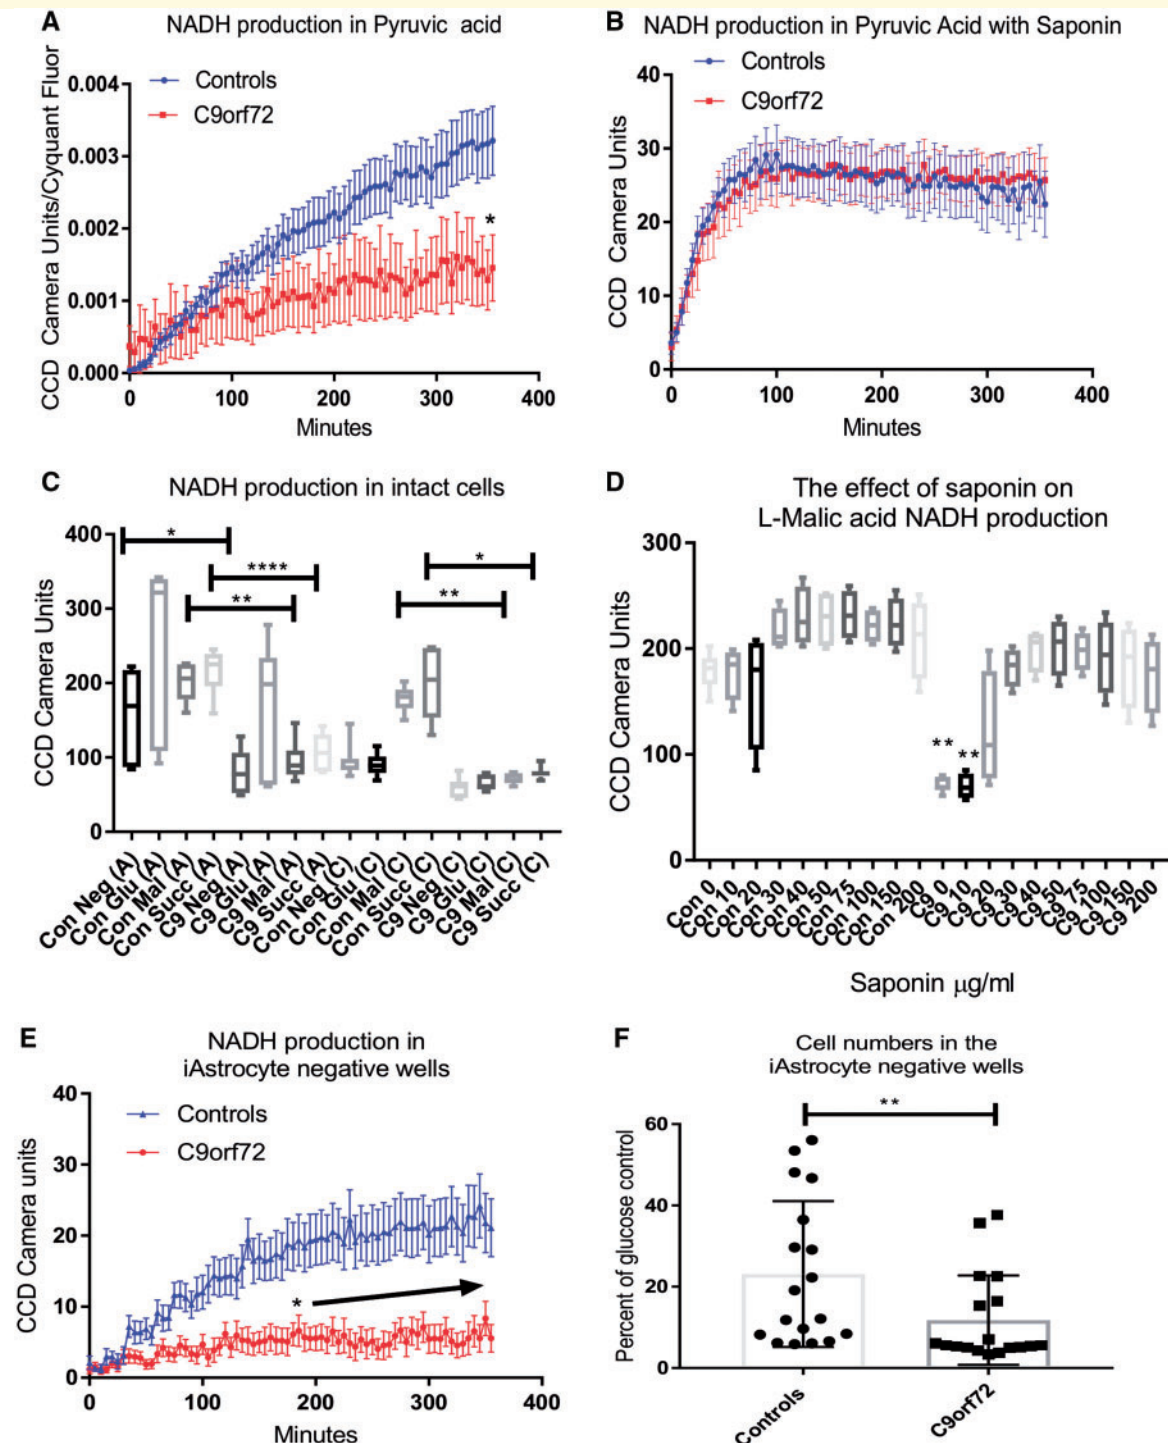 A
NADH production in Pyruvic acid
Controls
C9orf72
0.004
0.003
0.002
0.001
0.000
*
0 100 200 300 400
Minutes
CCD Camera Units/Cyquant Fluor
B
NADH production in Pyruvic Acid with Saponin
Controls
C9orf72
40
30
20
10
0
0 100 200 300 400
Minutes
CCD Camera Units
C
NADH production in intact cells
400
300
200
100
0
*
****
**
*
**
CCD Camera Units
Con Neg (A)
Con Glu (A)
Con Mal (A)
Con Succ (A)
C9 Neg (A)
C9 Glu (A)
C9 Mal (A)
C9 Succ (A)
Con Neg (C)
Con Glu (C)
Con Mal (C)
Con Succ (C)
C9 Neg (C)
C9 Glu (C)
C9 Mal (C)
C9 Succ (C)
D
The effect of saponin on
L-Malic acid NADH production
300
200
100
0
**
**
CCD Camera Units
Con 0
Con 10
Con 20
Con 30
Con 40
Con 50
Con 75
Con 100
Con 150
Con 200
C9 0
C9 10
C9 20
C9 30
C9 40
C9 50
C9 75
C9 100
C9 150
C9 200
Saponin µg/ml
E
NADH production in
iAstrocyte negative wells
Controls
C9orf72
40
30
20
10
0
*
0 100 200 300 400
Minutes
CCD Camera units
F
Cell numbers in the
iAstrocyte negative wells
**
60
40
20
0
Percent of glucose control
Controls
C9orf72